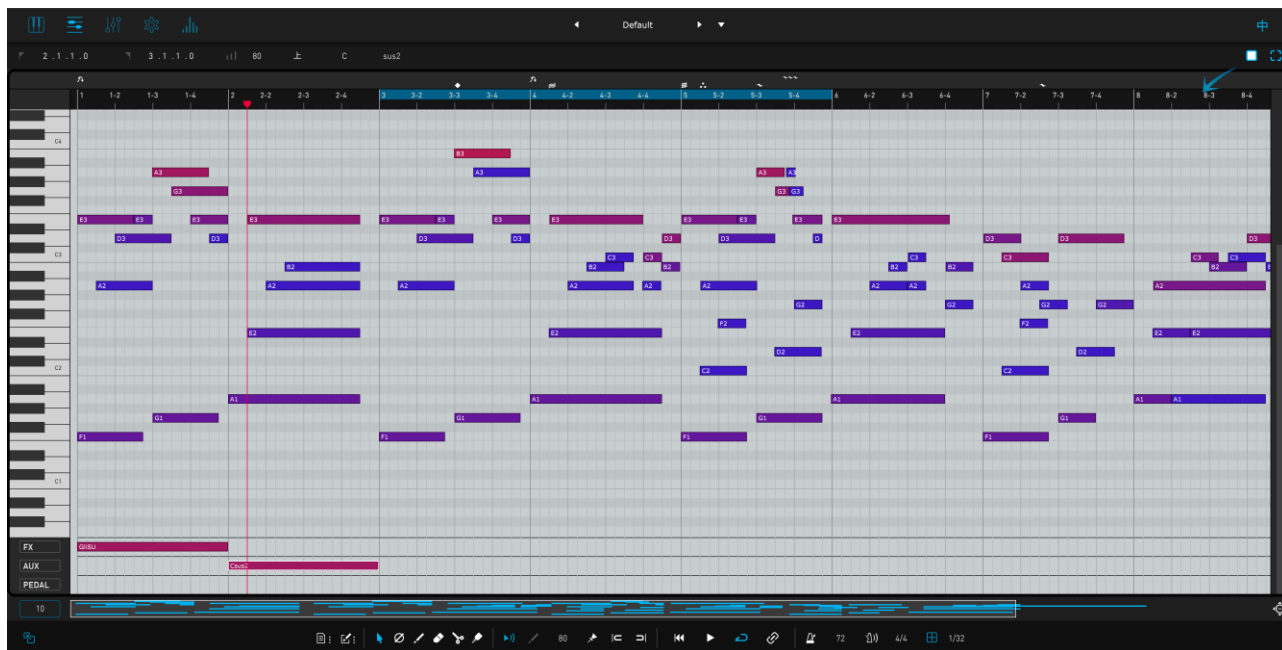 Default 中
2.1.1.0 3.1.1.0 80 上 C sus2
1 1-2 1-3 1-4 2 2-2 2-3 2-4 3 3-2 3-3 3-4 4 4-2 4-3 4-4 5 5-2 5-3 5-4 6 6-2 6-3 6-4 7 7-2 7-3 7-4 8 8-2 8-3 8-4
C4
B3
A3 A3 A3 A3
G3 G3 G3
E3 E3 E3 E3 E3 E3 E3 E3 E3 E3 E3 E3
D3 D3 D3 D3 D3 D3 D D3 D3 D3
C3 C3 C3 C3 C3 C3 C3
B2 B2 B2 B2 B2 B2
A2 A2 A2 A2 A2 A2 A2 A2 A2 A2
G2 G2 G2 G2
F2 F2
E2 E2 E2 E2 E2
D2 D2
C2 C2 C2
A1 A1 A1 A1 A1
G1 G1 G1 G1
F1 F1 F1 F1
C1
FX GliSU
AUX Csus2
PEDAL
10
80 72 4/4 1/32